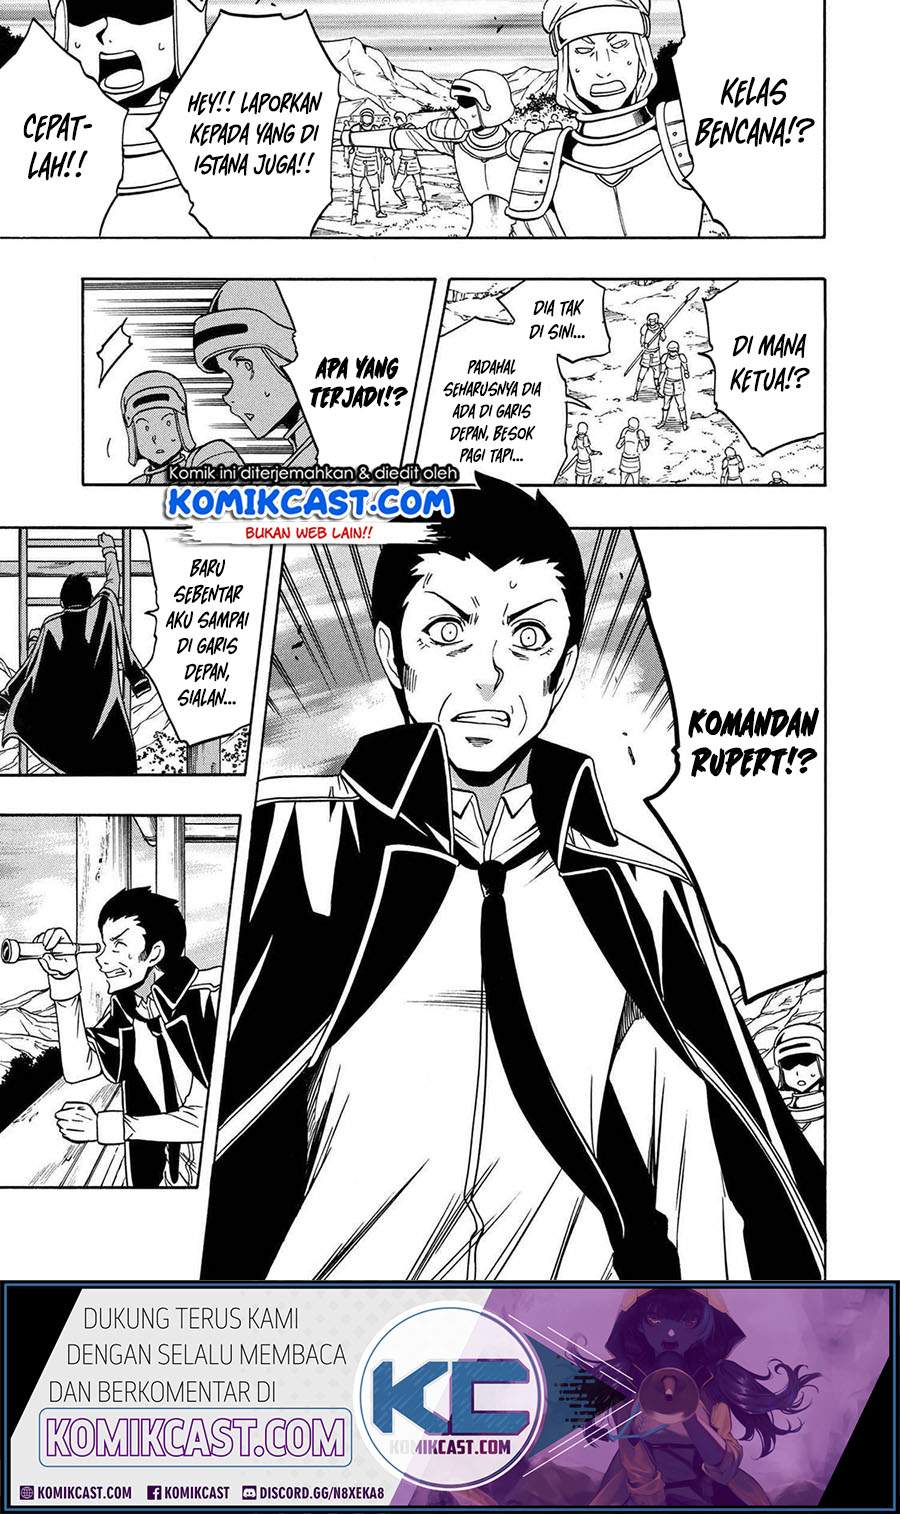 KELAS
BENCANA!?
HEY!! LAPORKAN
KEPADA YANG DI
ISTANA JUGA!!
CEPAT-
LAH!!
DI MANA
KETUA!?
DIA TAK
DI SINI...
PADAHAL
SEHARUSNYA DIA
ADA DI GARIS
DEPAN, BESOK
PAGI TAPI...
APA YANG
TERJADI!?
Komik ini diterjemahkan & diedit oleh
KOMIKCAST.COM
BUKAN WEB LAIN!!
KOMANDAN
RUPERT!?
BARU
SEBENTAR
AKU SAMPAI
DI GARIS
DEPAN,
SIALAN...
DUKUNG TERUS KAMI
DENGAN SELALU MEMBACA
DAN BERKOMENTAR DI
KOMIKCAST.COM
KC
KOMIKCAST.COM
KOMIKCAST.COM
KOMIKCAST
DISCORD.GG/N8XEKA8